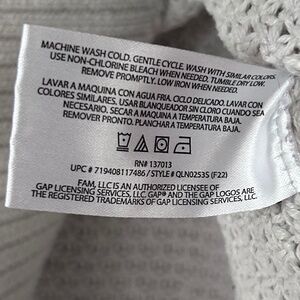 MACHINE WASH COLD. GENTLE CYCLE. WASH WITH SIMILAR COLORS.
USE NON-CHLORINE BLEACH WHEN NEEDED. TUMBLE DRY LOW.
REMOVE PROMPTLY. LOW IRON WHEN NEEDED.
LAVAR A MAQUINA CON AGUA FRIA. CICLO DELICADO. LAVAR CON
COLORES SIMILARES. USAR BLANQUEADOR SIN CLORO CUANDO SEA
NECESARIO. SECAR A MAQUINA A TEMPERATURA BAJA.
REMOVER PRONTO. PLANCHAR A TEMPERATURA BAJA.
RN# 137013
UPC # 719408117486 / STYLE # QLN0253S (F22)
FAM, LLC IS AN AUTHORIZED LICENSEE OF
GAP LICENSING SERVICES, LLC. GAP® AND THE GAP LOGOS ARE
THE REGISTERED TRADEMARKS OF GAP LICENSING SERVICES, LLC.